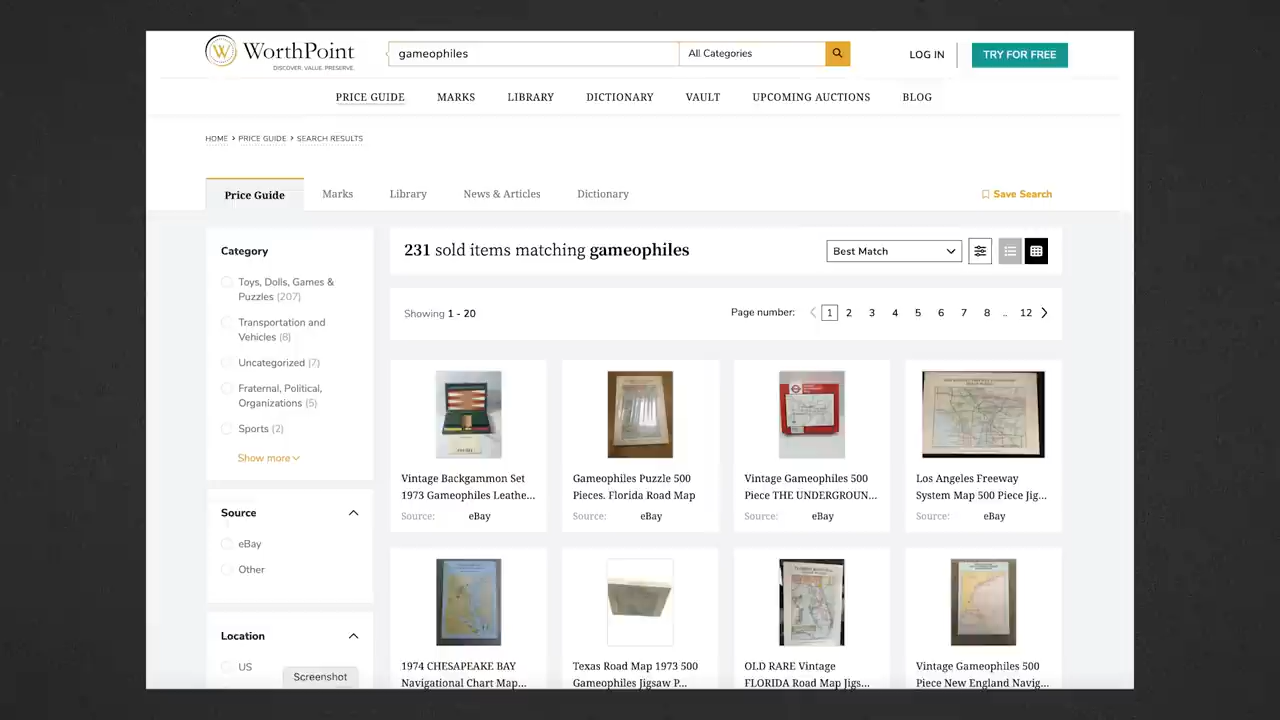 WorthPoint
DISCOVER. VALUE. PRESERVE.
gameophiles
All Categories
LOG IN
TRY FOR FREE
PRICE GUIDE
MARKS
LIBRARY
DICTIONARY
VAULT
UPCOMING AUCTIONS
BLOG
HOME > PRICE GUIDE > SEARCH RESULTS
Price Guide
Marks
Library
News & Articles
Dictionary
Save Search
Category
Toys, Dolls, Games &
Puzzles (207)
Transportation and
Vehicles (8)
Uncategorized (7)
Fraternal, Political,
Organizations (5)
Sports (2)
Show more
Source
eBay
Other
Location
US
Screenshot
231 sold items matching gameophiles
Best Match
Showing 1 - 20
Page number:
1 2 3 4 5 6 7 8 .. 12
Vintage Backgammon Set
1973 Gameophiles Leathe...
Source: eBay
Gameophiles Puzzle 500
Pieces. Florida Road Map
Source: eBay
Vintage Gameophiles 500
Piece THE UNDERGROUN...
Source: eBay
Los Angeles Freeway
System Map 500 Piece Jig...
Source: eBay
1974 CHESAPEAKE BAY
Navigational Chart Map...
Texas Road Map 1973 500
Gameophiles Jigsaw P...
OLD RARE Vintage
FLORIDA Road Map Jigs...
Vintage Gameophiles 500
Piece New England Navig...